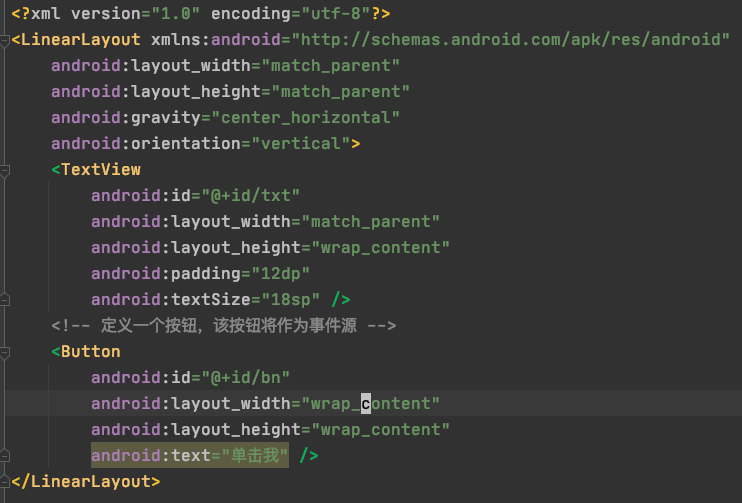 <?xml version="1.0" encoding="utf-8"?>
<LinearLayout xmlns:android="http://schemas.android.com/apk/res/android"
    android:layout_width="match_parent"
    android:layout_height="match_parent"
    android:gravity="center_horizontal"
    android:orientation="vertical">
    <TextView
        android:id="@+id/txt"
        android:layout_width="match_parent"
        android:layout_height="wrap_content"
        android:padding="12dp"
        android:textSize="18sp" />
    <!-- 定义一个按钮，该按钮将作为事件源 -->
    <Button
        android:id="@+id/bn"
        android:layout_width="wrap_content"
        android:layout_height="wrap_content"
        android:text="单击我" />
</LinearLayout>